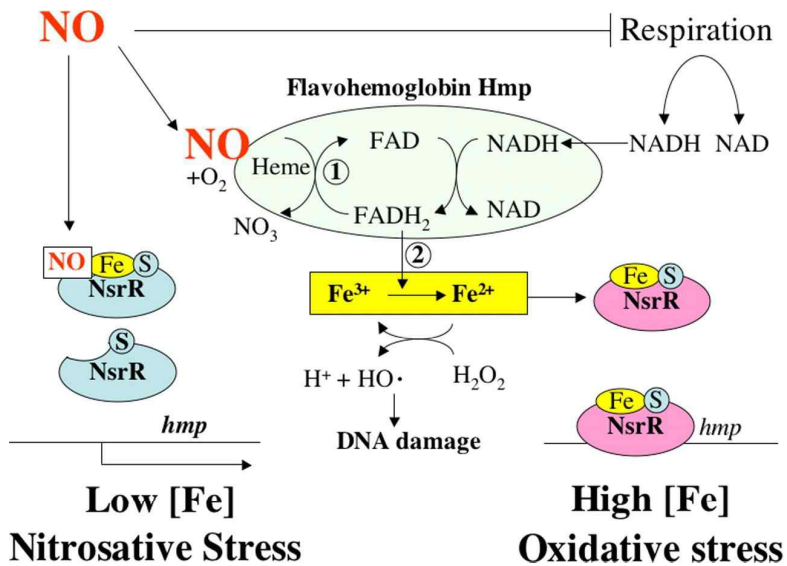 NO
Respiration
Flavohemoglobin Hmp
NO
+O₂
Heme
①
FAD
NADH
NADH
NAD
NO₃
FADH₂
NAD
②
NO
Fe
S
NsrR
Fe³⁺
Fe²⁺
Fe
S
NsrR
S
NsrR
H⁺ + HO·
H₂O₂
DNA damage
hmp
Fe
S
NsrR
hmp
Low [Fe]
Nitrosative Stress
High [Fe]
Oxidative stress